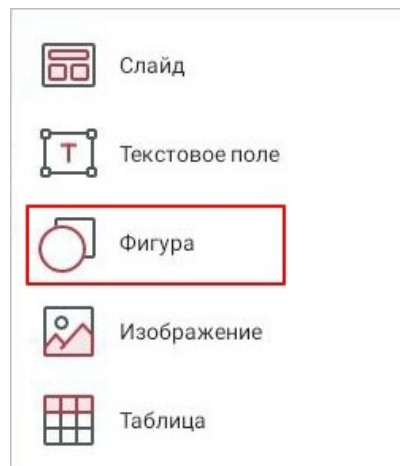 Слайд
T
Текстовое поле
Фигура
Изображение
Таблица